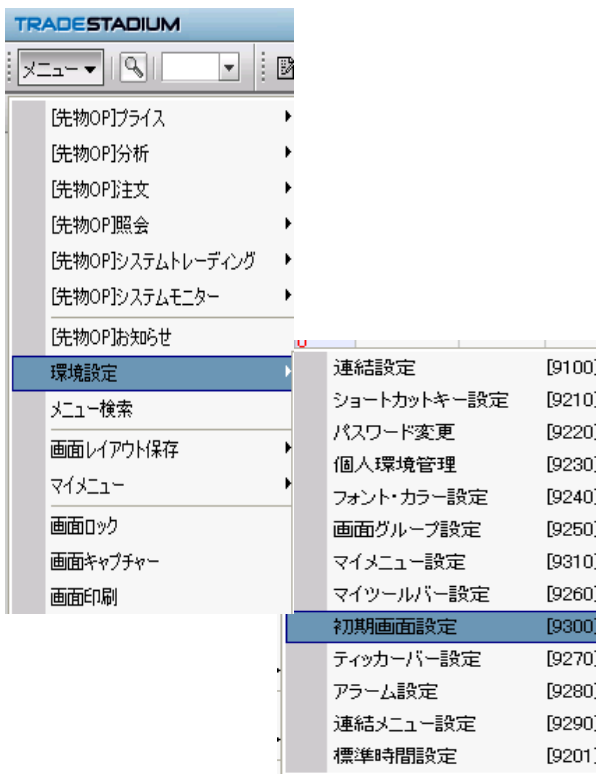 TRADESTADIUM
メニュー
[先物OP]プライス
[先物OP]分析
[先物OP]注文
[先物OP]照会
[先物OP]システムトレーディング
[先物OP]システムモニター
[先物OP]お知らせ
環境設定
メニュー検索
画面レイアウト保存
マイメニュー
画面ロック
画面キャプチャー
画面印刷
連結設定 [9100]
ショートカットキー設定 [9210]
パスワード変更 [9220]
個人環境管理 [9230]
フォント・カラー設定 [9240]
画面グループ設定 [9250]
マイメニュー設定 [9310]
マイツールバー設定 [9260]
初期画面設定 [9300]
ティッカーバー設定 [9270]
アラーム設定 [9280]
連結メニュー設定 [9290]
標準時間設定 [9201]